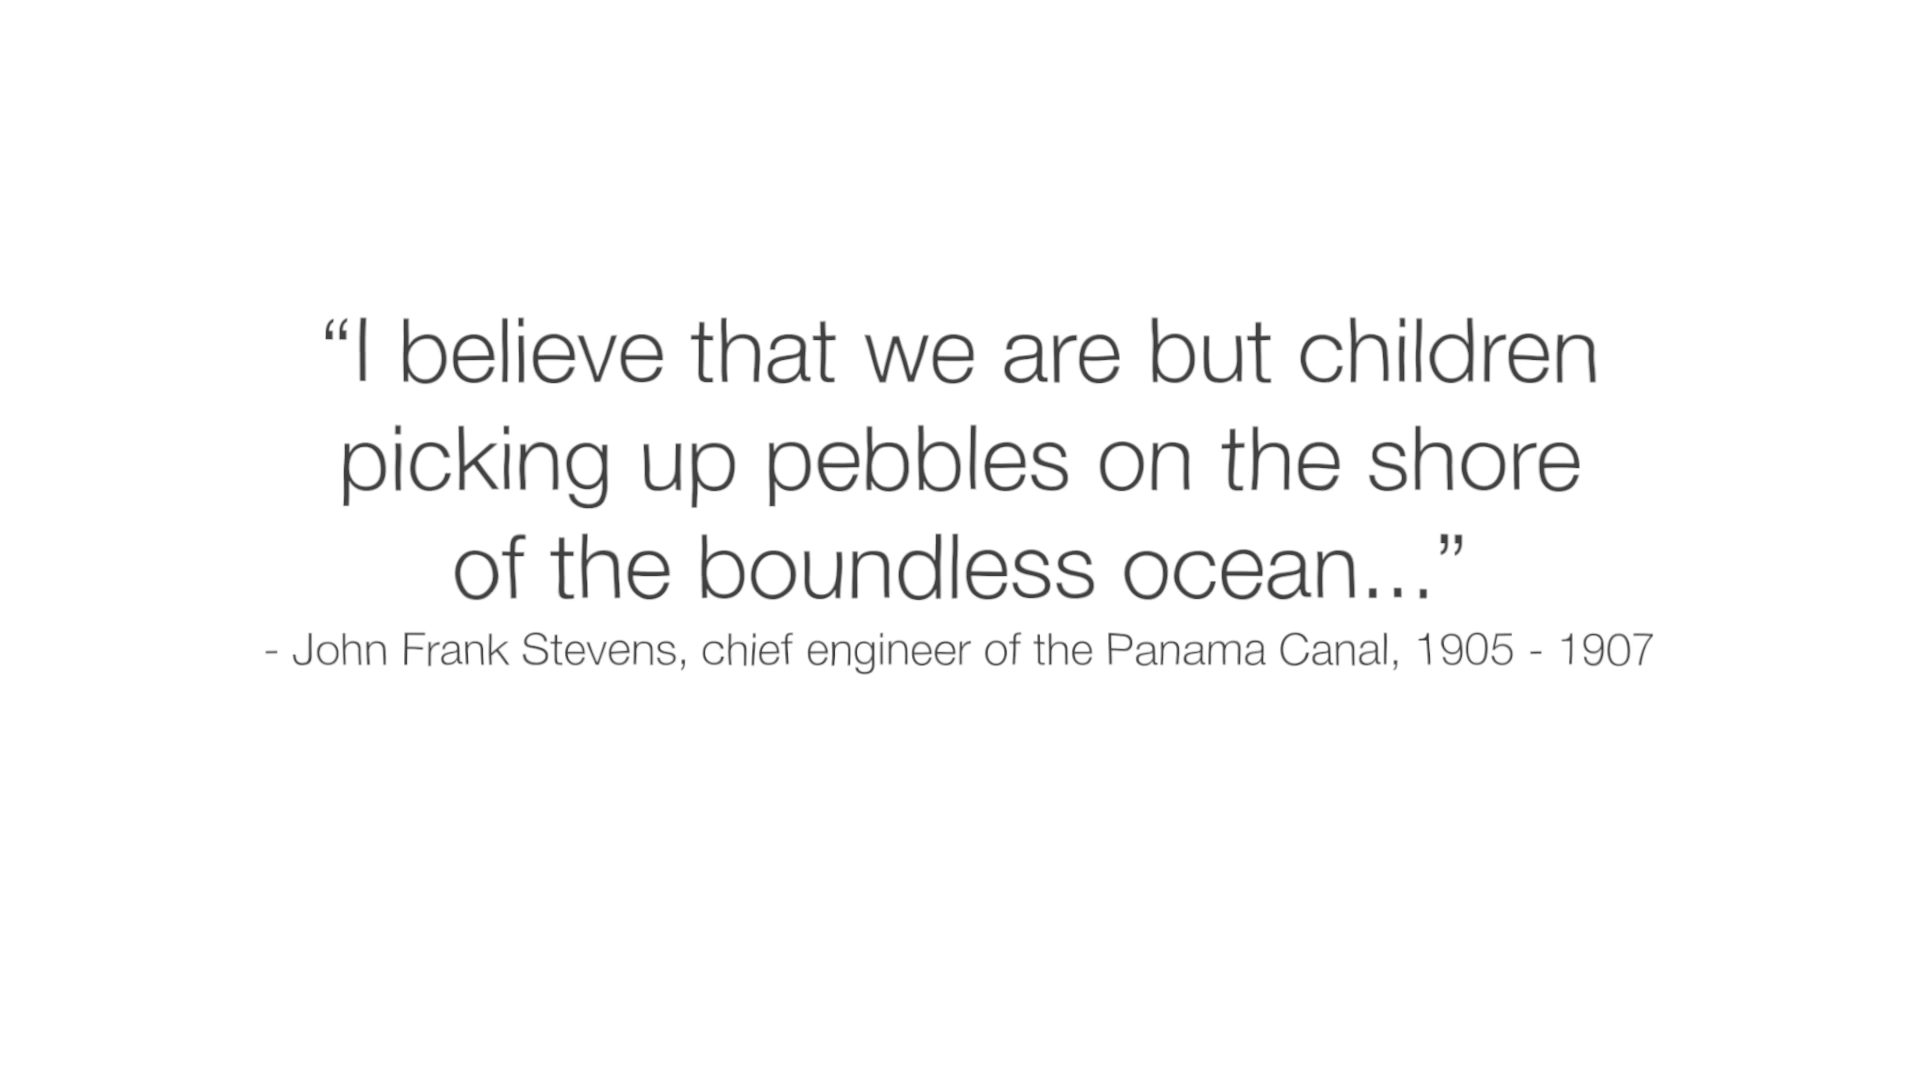 “I believe that we are but children
picking up pebbles on the shore
of the boundless ocean...”
- John Frank Stevens, chief engineer of the Panama Canal, 1905 - 1907